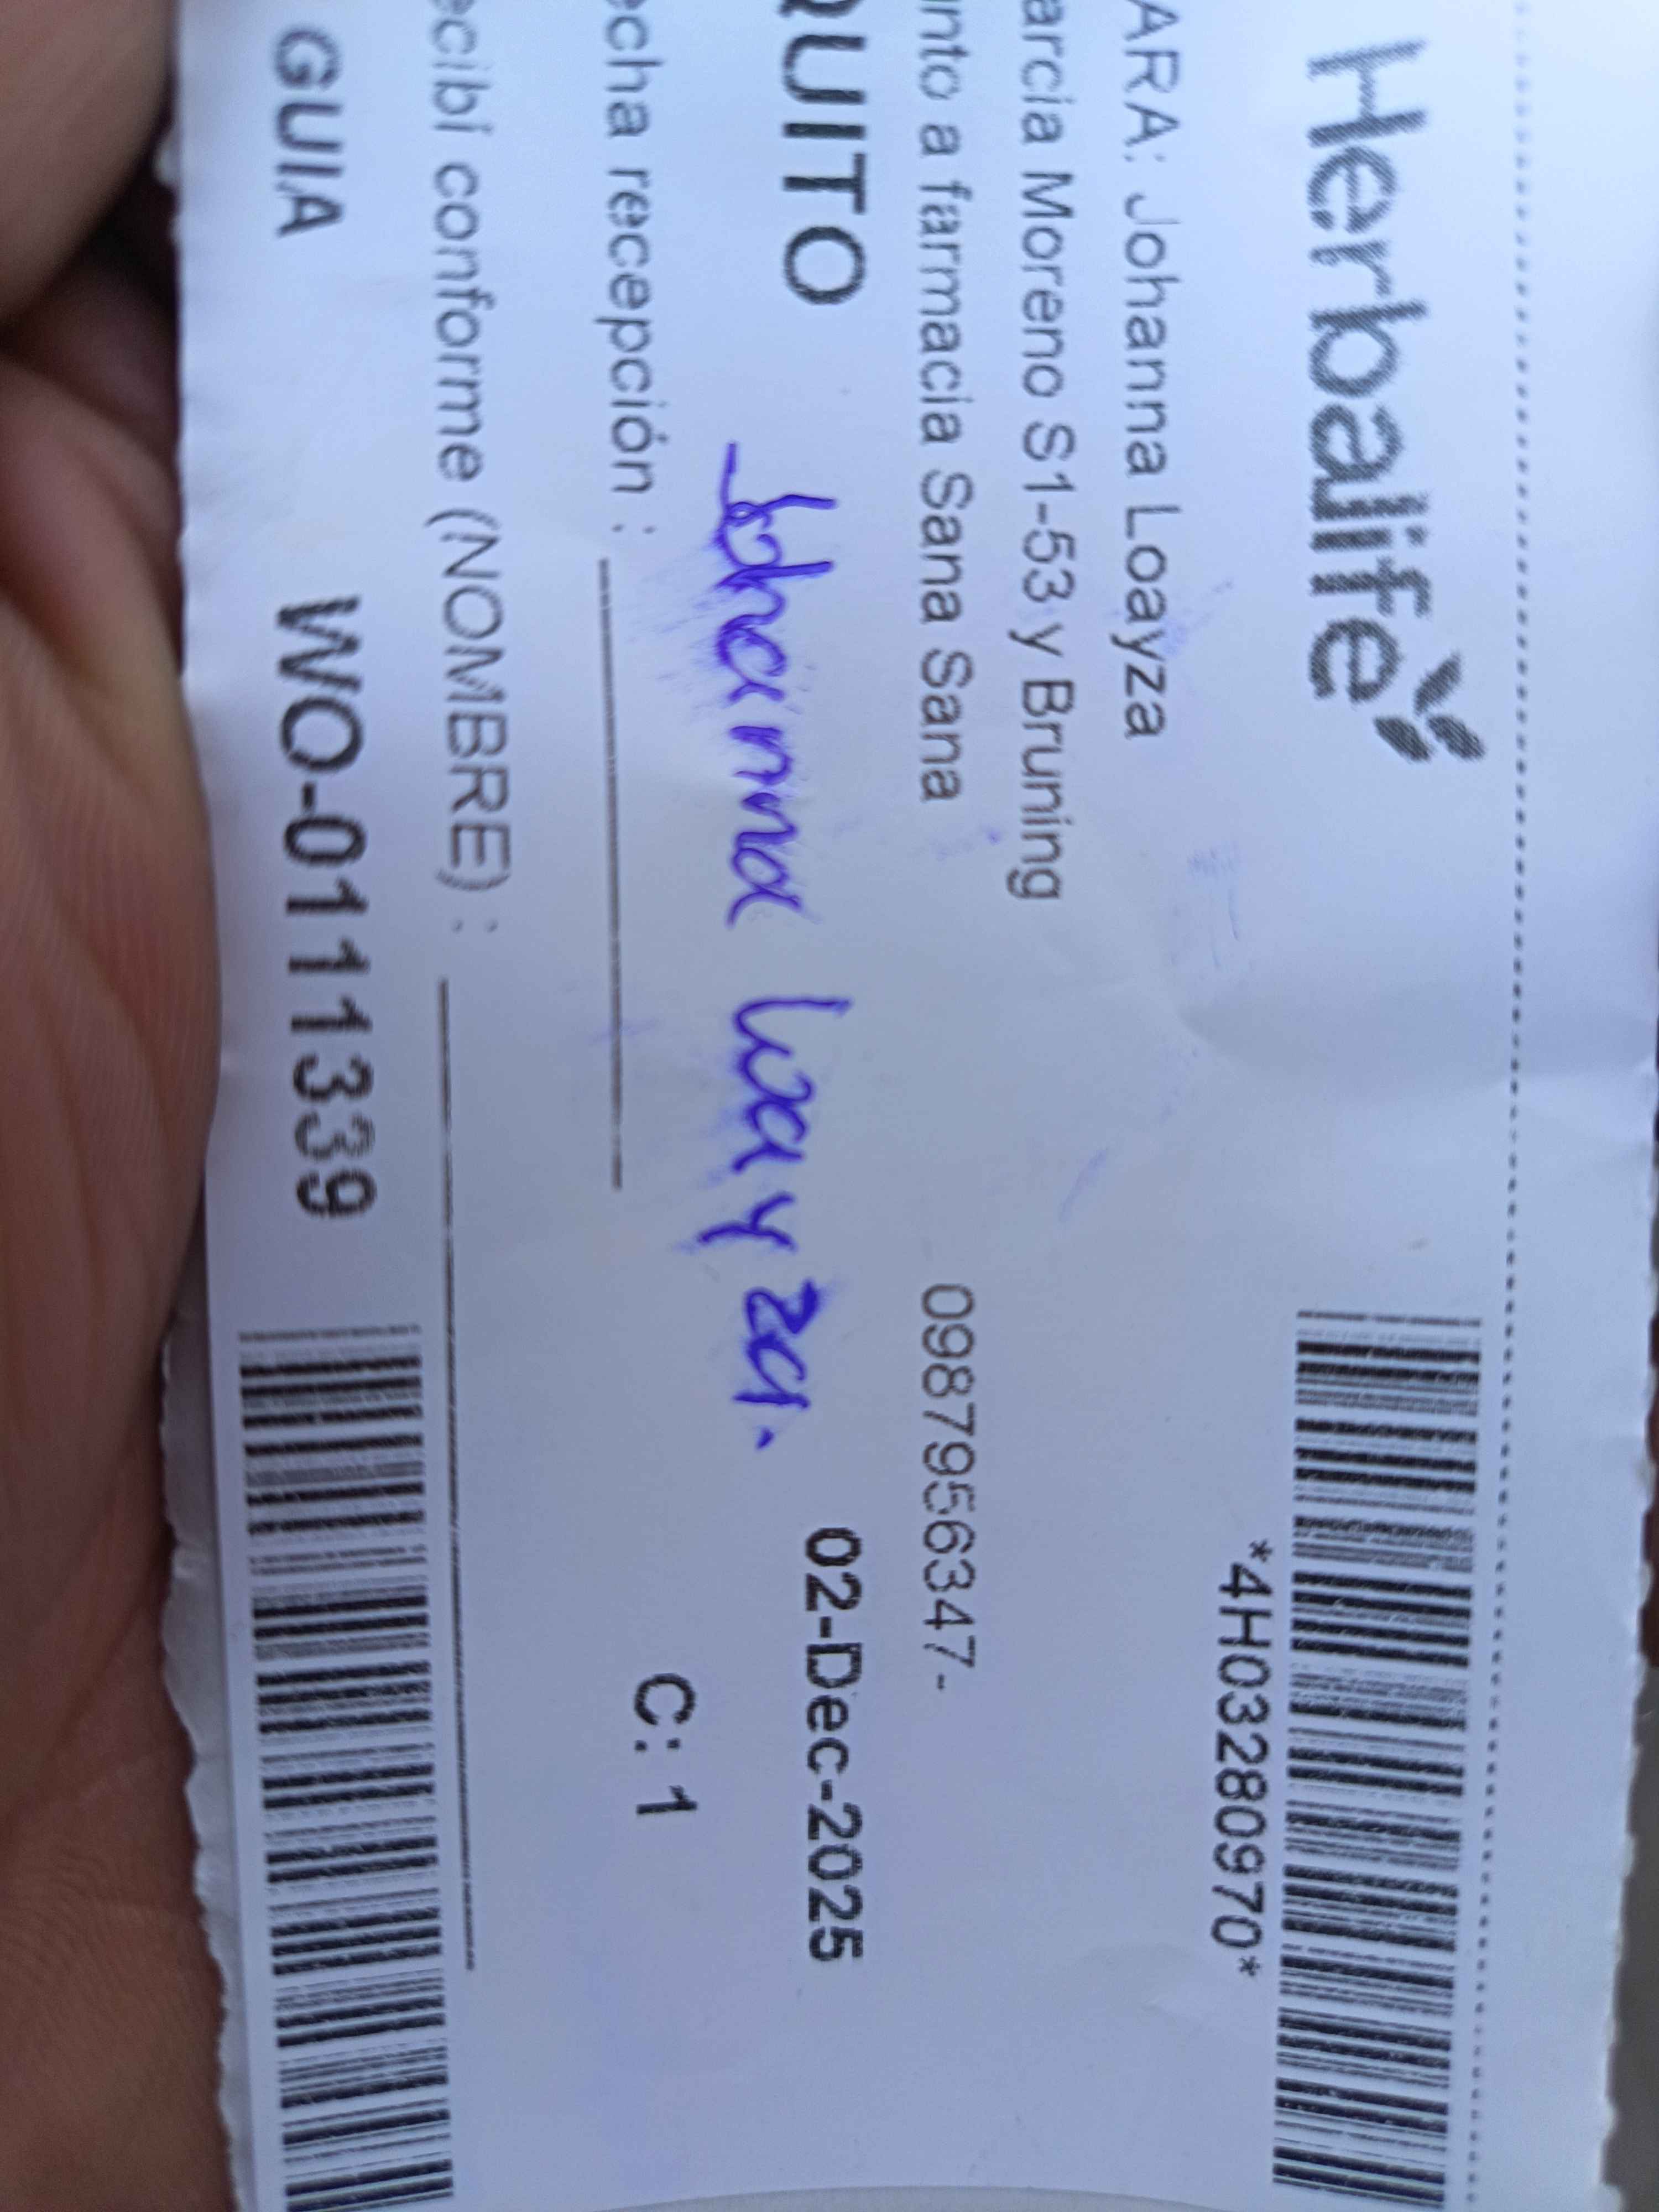 Herbalife
*4H03280970*
ARA: Johanna Loayza
arcia Moreno S1-53 y Bruning
nto a farmacia Sana Sana 0987956347-
QUITO 02-Dec-2025
Johanna Loayza.
echa recepción : C: 1
ecibí conforme (NOMBRE) :
GUIA WO-0111339